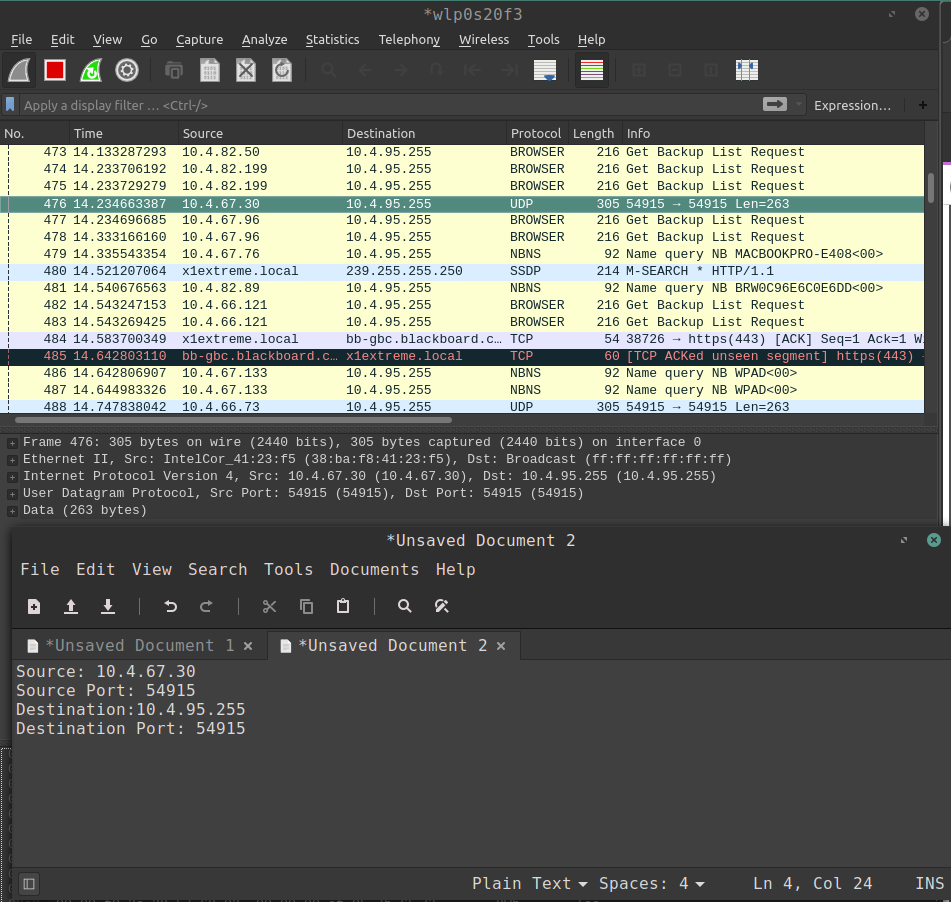 *wlp0s20f3
File Edit View Go Capture Analyze Statistics Telephony Wireless Tools Help
Apply a display filter … <Ctrl-/> Expression… +
No. Time Source Destination Protocol Length Info
473 14.133287293 10.4.82.50 10.4.95.255 BROWSER 216 Get Backup List Request
474 14.233706192 10.4.82.199 10.4.95.255 BROWSER 216 Get Backup List Request
475 14.233729279 10.4.82.199 10.4.95.255 BROWSER 216 Get Backup List Request
476 14.234663387 10.4.67.30 10.4.95.255 UDP 305 54915 → 54915 Len=263
477 14.234696685 10.4.67.96 10.4.95.255 BROWSER 216 Get Backup List Request
478 14.333166160 10.4.67.96 10.4.95.255 BROWSER 216 Get Backup List Request
479 14.335543354 10.4.67.76 10.4.95.255 NBNS 92 Name query NB MACBOOKPRO-E408<00>
480 14.521207064 x1extreme.local 239.255.255.250 SSDP 214 M-SEARCH * HTTP/1.1
481 14.540676563 10.4.82.89 10.4.95.255 NBNS 92 Name query NB BRW0C96E6C0E6DD<00>
482 14.543247153 10.4.66.121 10.4.95.255 BROWSER 216 Get Backup List Request
483 14.543269425 10.4.66.121 10.4.95.255 BROWSER 216 Get Backup List Request
484 14.583700349 x1extreme.local bb-gbc.blackboard.c… TCP 54 38726 → https(443) [ACK] Seq=1 Ack=1 W
485 14.642803110 bb-gbc.blackboard.c… x1extreme.local TCP 60 [TCP ACKed unseen segment] https(443)
486 14.642806907 10.4.67.133 10.4.95.255 NBNS 92 Name query NB WPAD<00>
487 14.644983326 10.4.67.133 10.4.95.255 NBNS 92 Name query NB WPAD<00>
488 14.747838042 10.4.66.73 10.4.95.255 UDP 305 54915 → 54915 Len=263
Frame 476: 305 bytes on wire (2440 bits), 305 bytes captured (2440 bits) on interface 0
Ethernet II, Src: IntelCor_41:23:f5 (38:ba:f8:41:23:f5), Dst: Broadcast (ff:ff:ff:ff:ff:ff)
Internet Protocol Version 4, Src: 10.4.67.30 (10.4.67.30), Dst: 10.4.95.255 (10.4.95.255)
User Datagram Protocol, Src Port: 54915 (54915), Dst Port: 54915 (54915)
Data (263 bytes)
*Unsaved Document 2
File Edit View Search Tools Documents Help
*Unsaved Document 1 × *Unsaved Document 2 ×
Source: 10.4.67.30
Source Port: 54915
Destination:10.4.95.255
Destination Port: 54915
Plain Text Spaces: 4 Ln 4, Col 24 INS